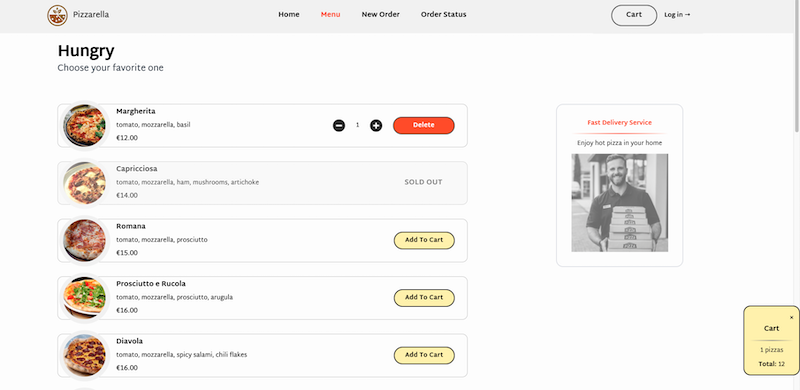 Pizzarella
Home
Menu
New Order
Order Status
Cart
Log in →
Hungry
Choose your favorite one
Margherita
tomato, mozzarella, basil
€12.00
1
Delete
Capricciosa
tomato, mozzarella, ham, mushrooms, artichoke
€14.00
SOLD OUT
Romana
tomato, mozzarella, prosciutto
€15.00
Add To Cart
Prosciutto e Rucola
tomato, mozzarella, prosciutto, arugula
€16.00
Add To Cart
Diavola
tomato, mozzarella, spicy salami, chili flakes
€16.00
Add To Cart
Fast Delivery Service
Enjoy hot pizza in your home
×
Cart
1 pizzas
Total: 12